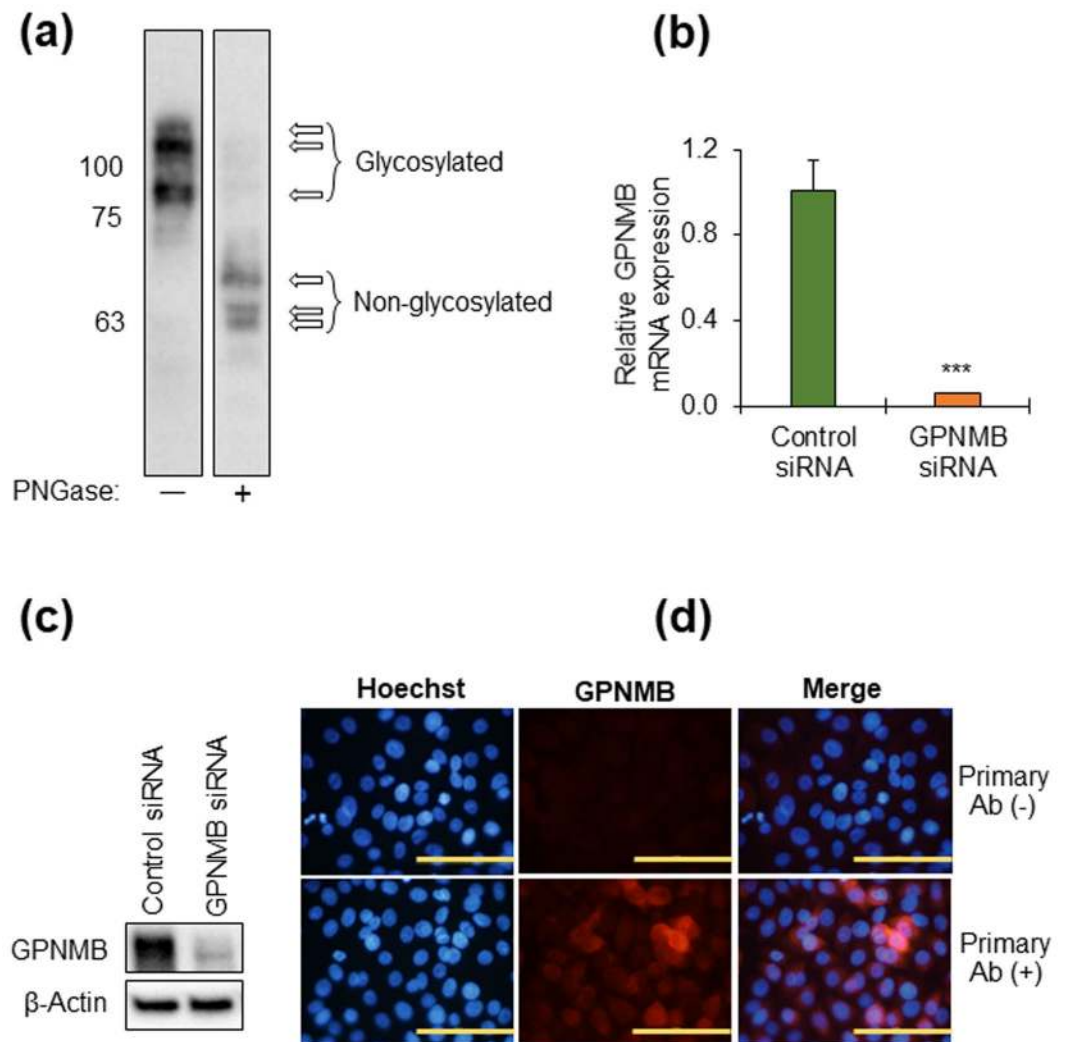 (a)
100
75
63
Glycosylated
Non-glycosylated
PNGase: — +
(b)
Relative GPNMB
mRNA expression
1.2
0.8
0.4
0.0
***
Control
siRNA
GPNMB
siRNA
(c)
Control siRNA
GPNMB siRNA
GPNMB
β-Actin
(d)
Hoechst
GPNMB
Merge
Primary
Ab (-)
Primary
Ab (+)